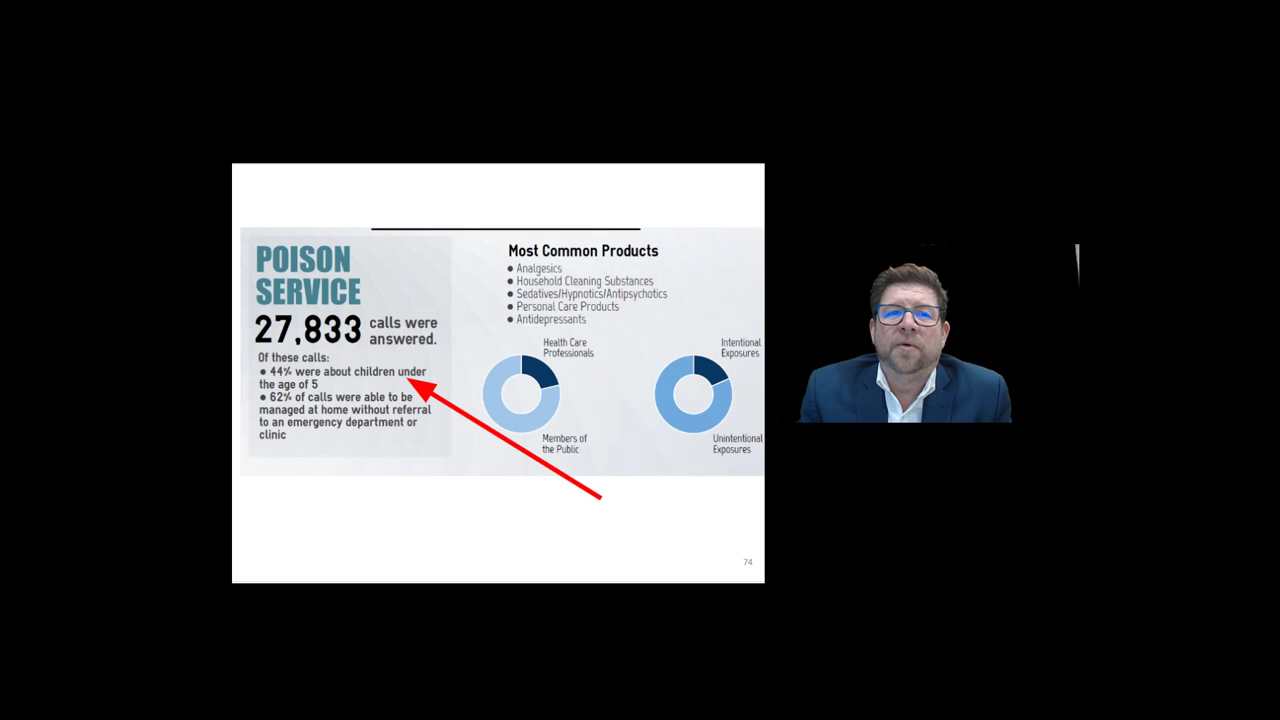 POISON
SERVICE
27,833 calls were
answered.
Of these calls:
● 44% were about children under
the age of 5
● 62% of calls were able to be
managed at home without referral
to an emergency department or
clinic
Most Common Products
● Analgesics
● Household Cleaning Substances
● Sedatives/Hypnotics/Antipsychotics
● Personal Care Products
● Antidepressants
Health Care
Professionals
Members of
the Public
Intentional
Exposures
Unintentional
Exposures
74